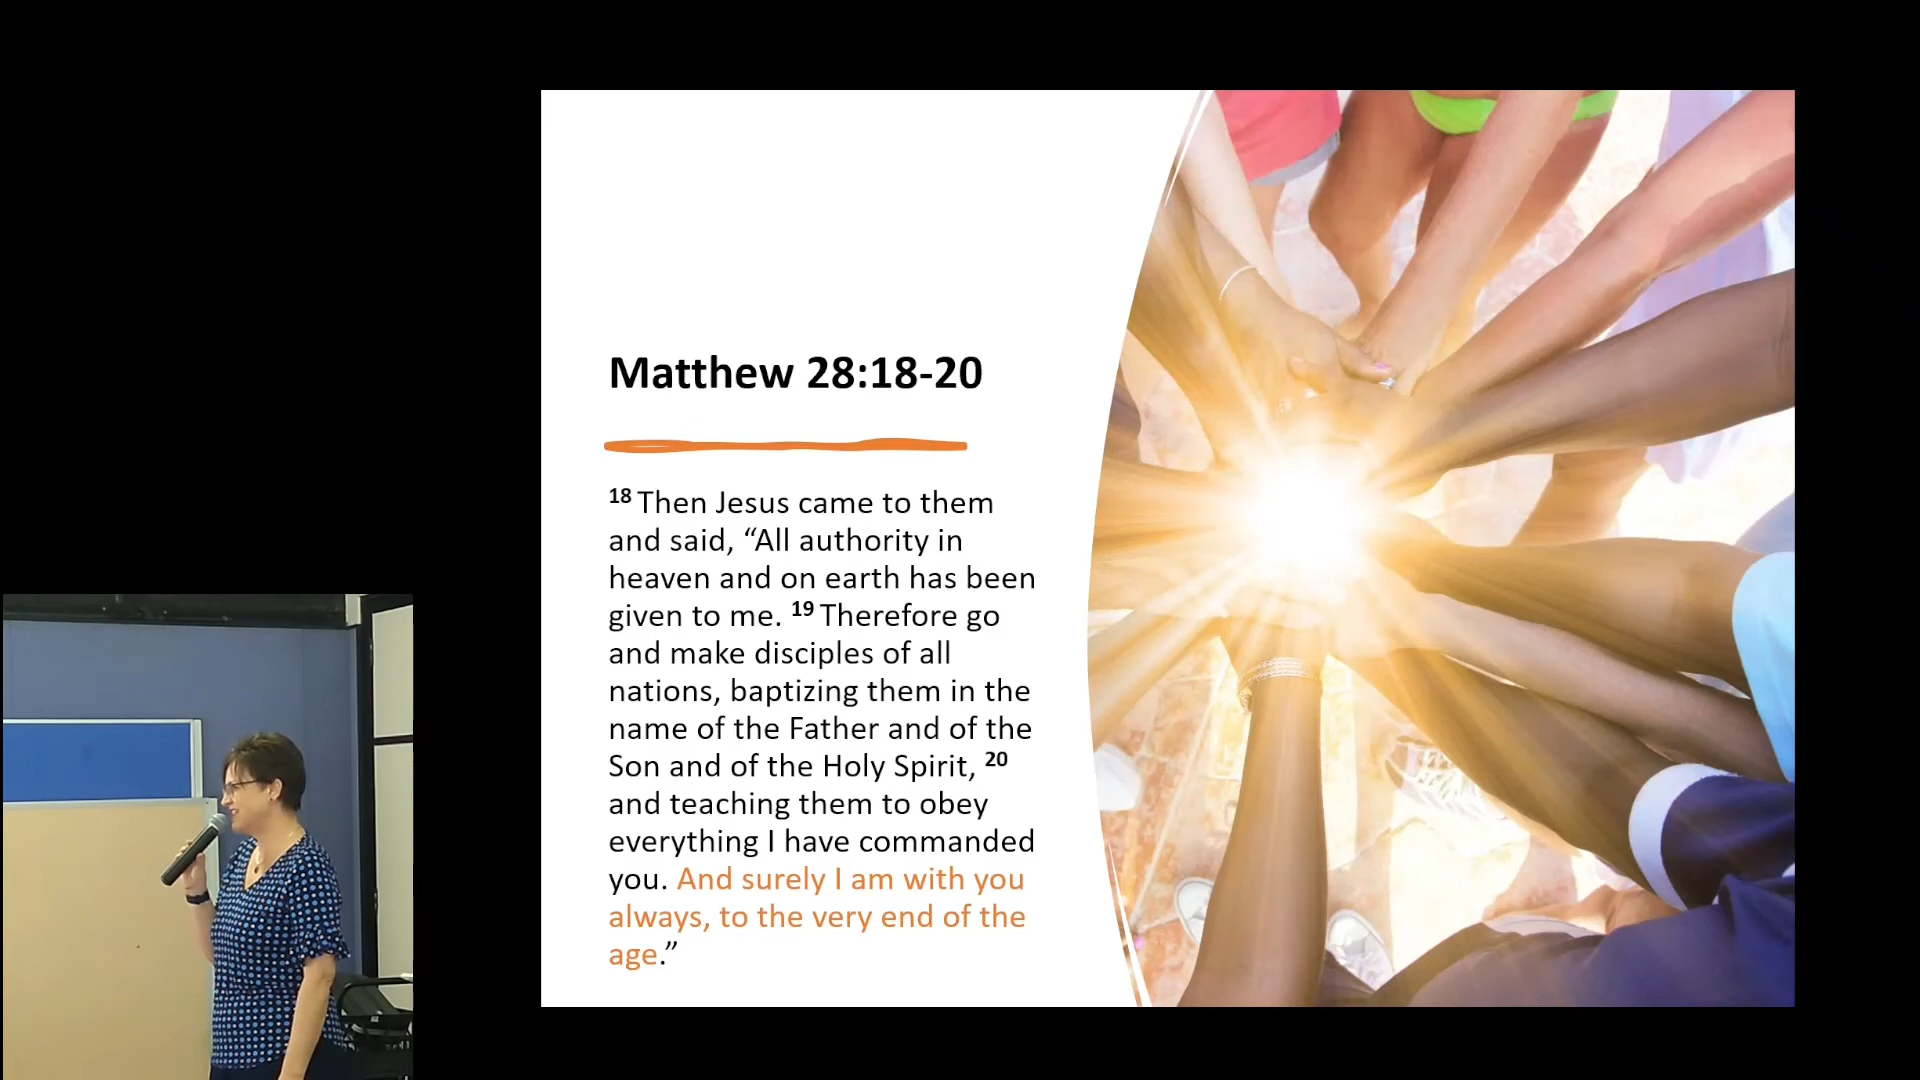 Matthew 28:18-20
18 Then Jesus came to them
and said, “All authority in
heaven and on earth has been
given to me. 19 Therefore go
and make disciples of all
nations, baptizing them in the
name of the Father and of the
Son and of the Holy Spirit, 20
and teaching them to obey
everything I have commanded
you. And surely I am with you
always, to the very end of the
age.”